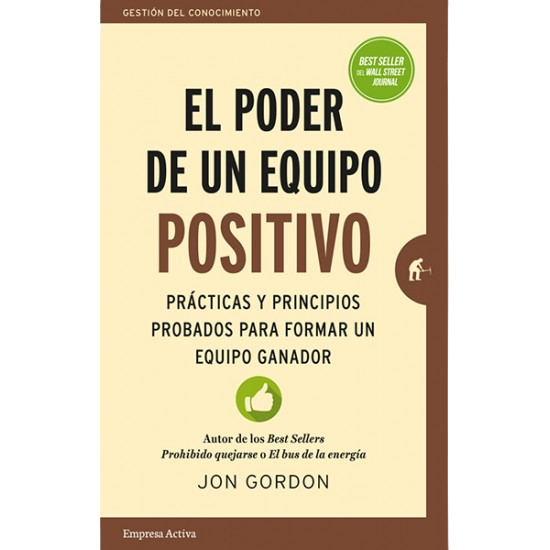 GESTIÓN DEL CONOCIMIENTO
BEST SELLER
DEL WALL STREET
JOURNAL
EL PODER
DE UN EQUIPO
POSITIVO
PRÁCTICAS Y PRINCIPIOS
PROBADOS PARA FORMAR UN
EQUIPO GANADOR
Autor de los Best Sellers
Prohibido quejarse o El bus de la energía
JON GORDON
Empresa Activa